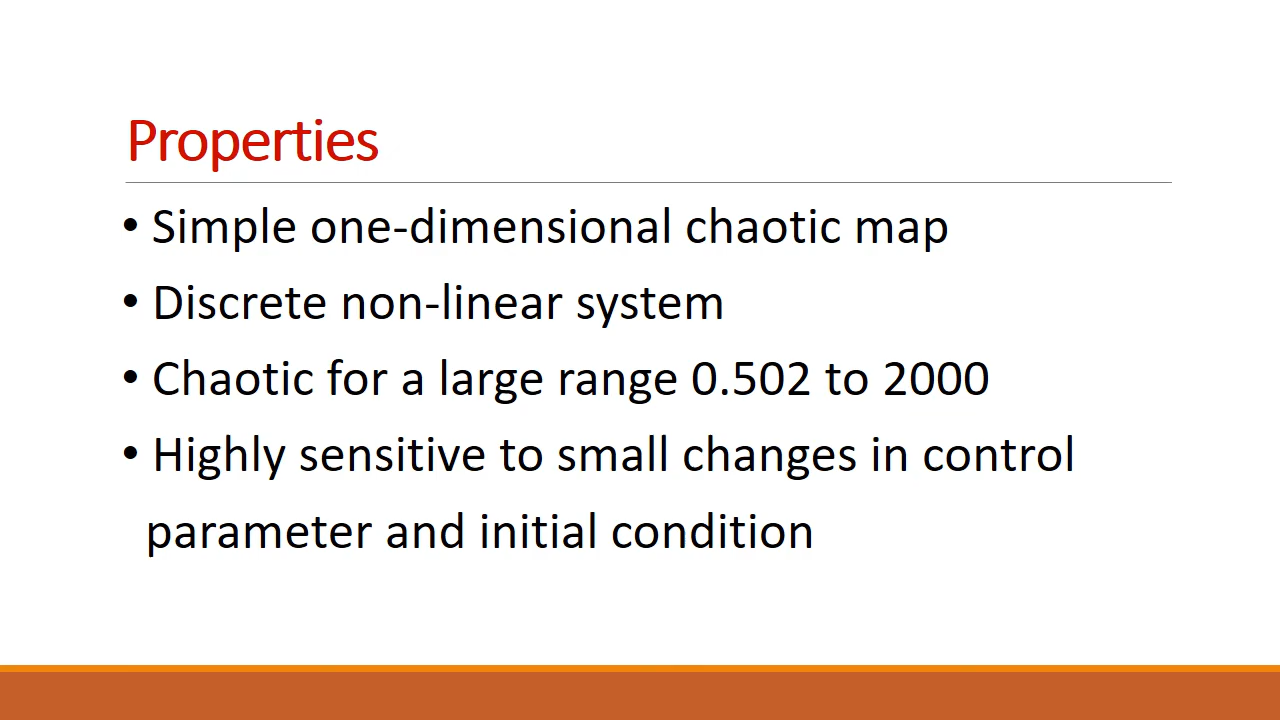 Properties
• Simple one-dimensional chaotic map
• Discrete non-linear system
• Chaotic for a large range 0.502 to 2000
• Highly sensitive to small changes in control
parameter and initial condition